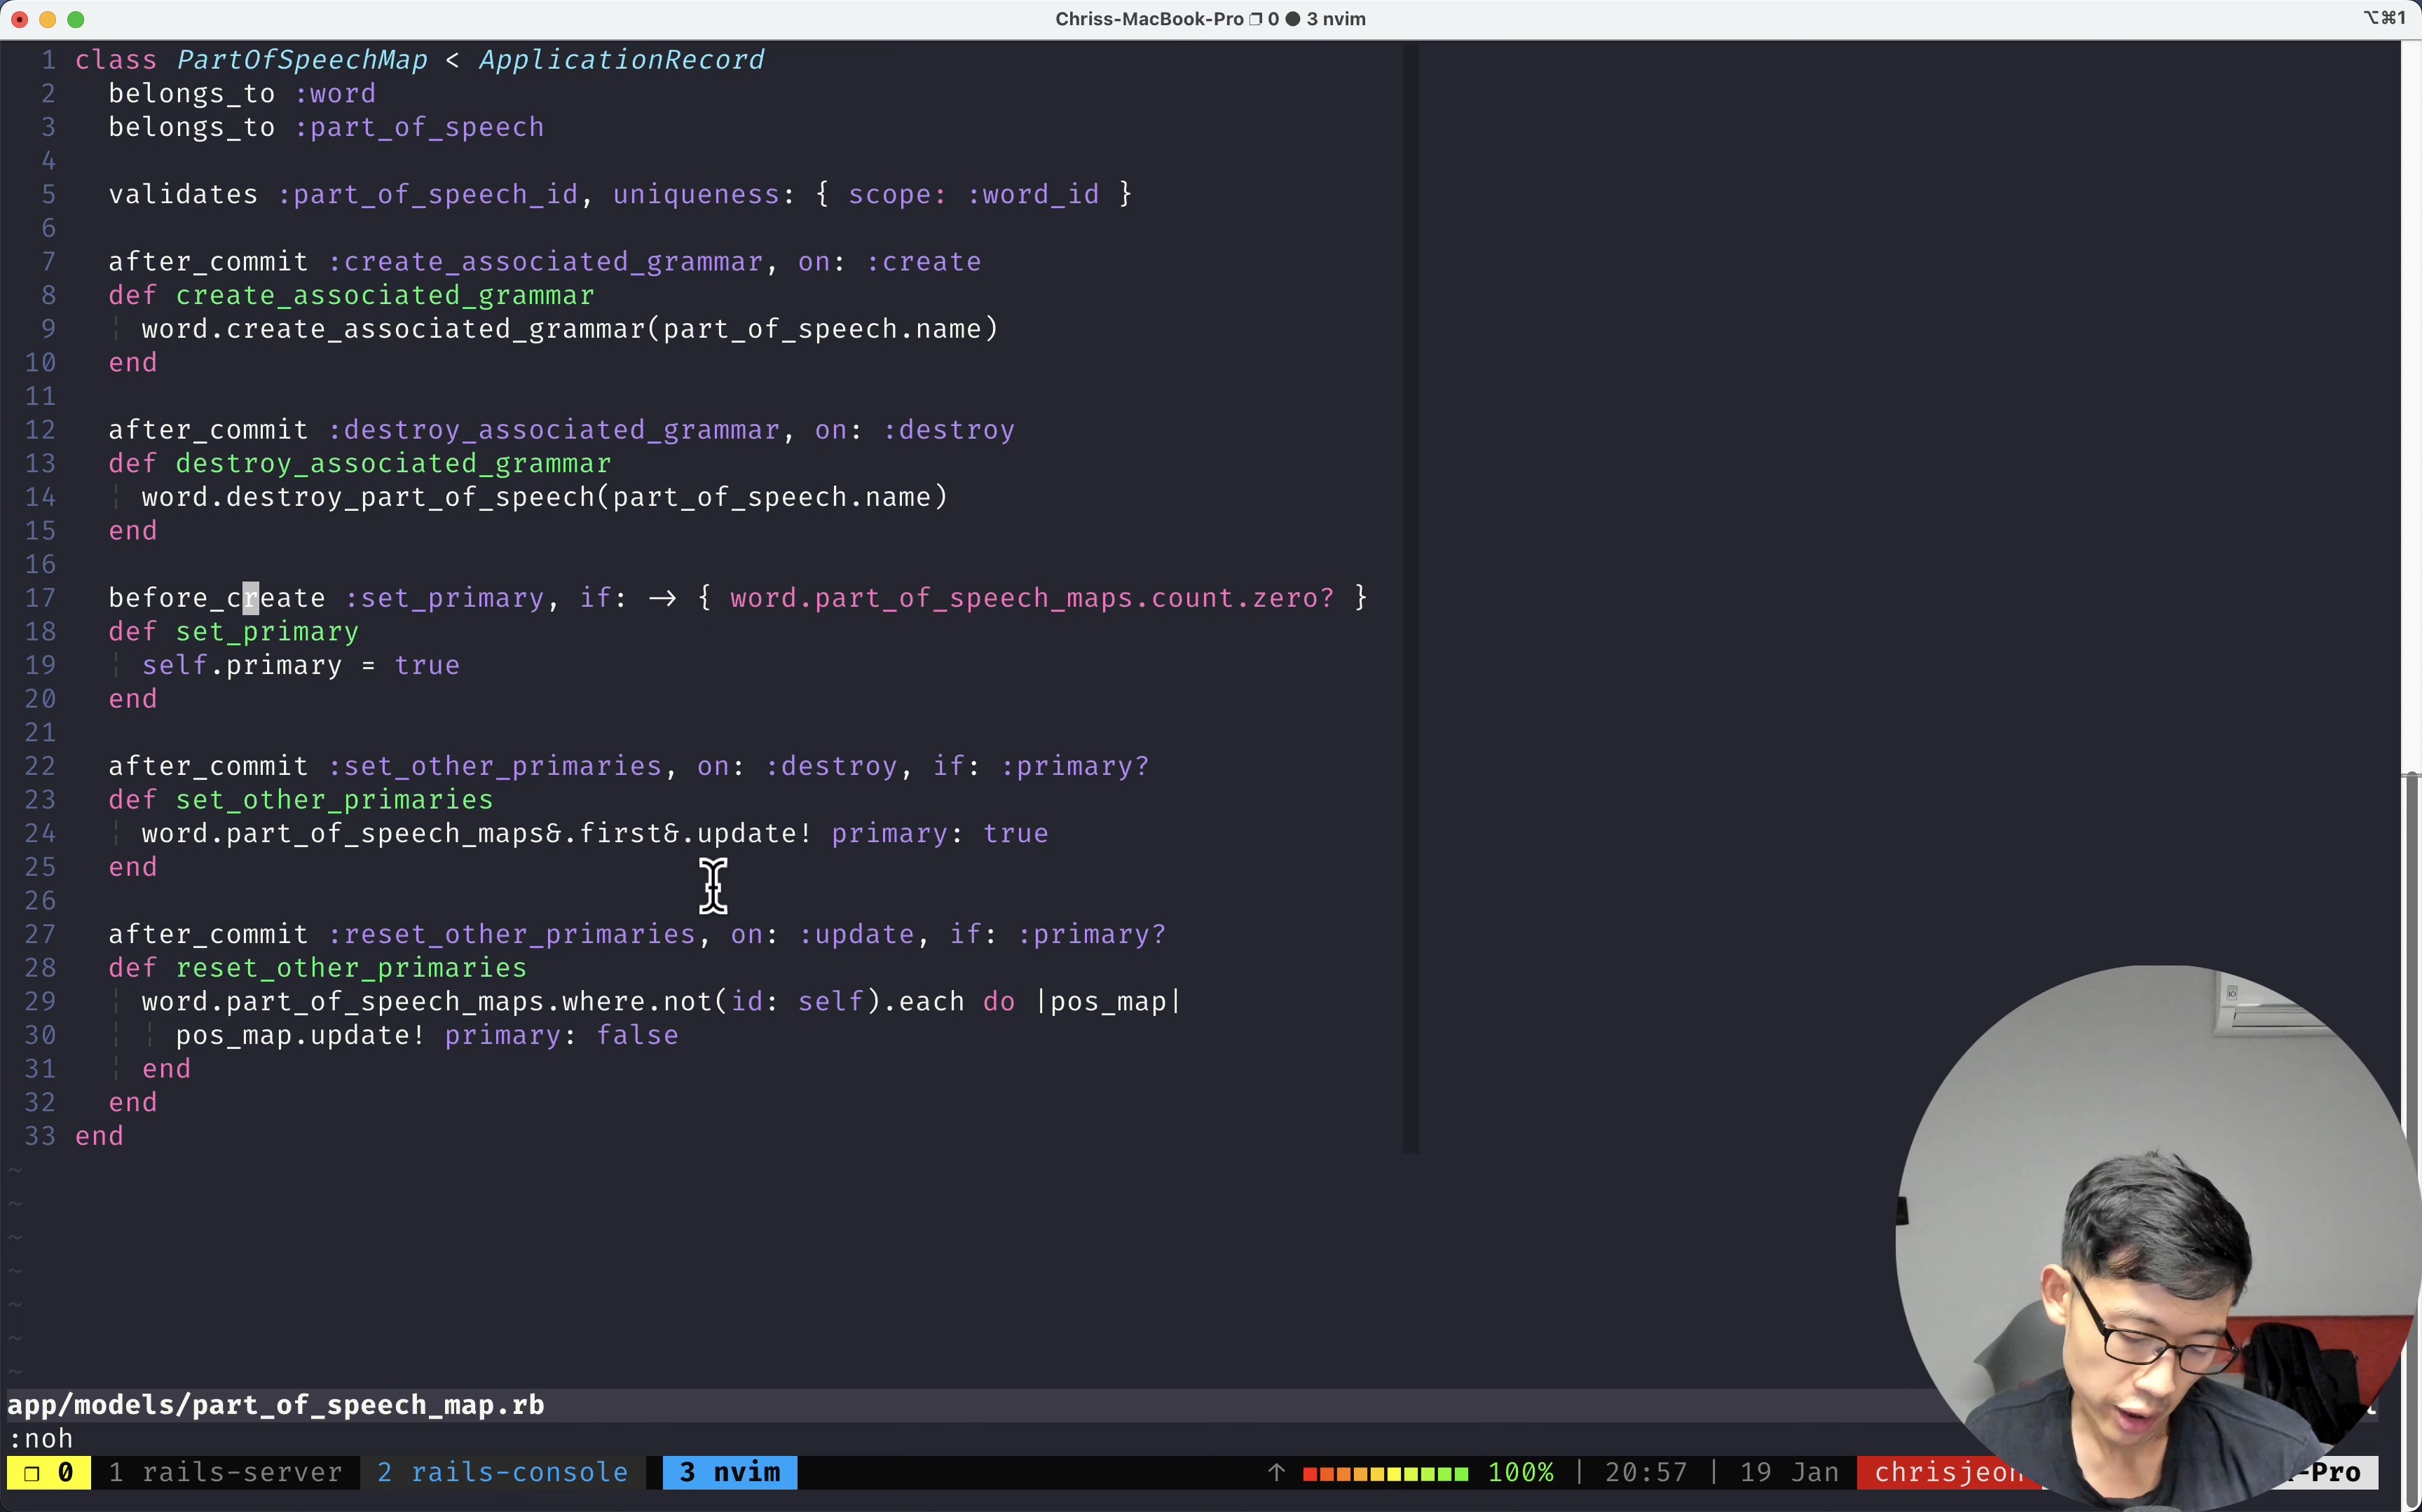 Chriss-MacBook-Pro ❐ 0 ● 3 nvim
⌥⌘1
1 class PartOfSpeechMap < ApplicationRecord
2   belongs_to :word
3   belongs_to :part_of_speech
4
5   validates :part_of_speech_id, uniqueness: { scope: :word_id }
6
7   after_commit :create_associated_grammar, on: :create
8   def create_associated_grammar
9     word.create_associated_grammar(part_of_speech.name)
10   end
11
12   after_commit :destroy_associated_grammar, on: :destroy
13   def destroy_associated_grammar
14     word.destroy_part_of_speech(part_of_speech.name)
15   end
16
17   before_create :set_primary, if: -> { word.part_of_speech_maps.count.zero? }
18   def set_primary
19     self.primary = true
20   end
21
22   after_commit :set_other_primaries, on: :destroy, if: :primary?
23   def set_other_primaries
24     word.part_of_speech_maps&.first&.update! primary: true
25   end
26
27   after_commit :reset_other_primaries, on: :update, if: :primary?
28   def reset_other_primaries
29     word.part_of_speech_maps.where.not(id: self).each do |pos_map|
30       pos_map.update! primary: false
31     end
32   end
33 end
~
~
~
~
~
~
~
app/models/part_of_speech_map.rb
:noh
❐ 0 1 rails-server 2 rails-console 3 nvim ↑ 100% | 20:57 | 19 Jan chrisjeon -Pro